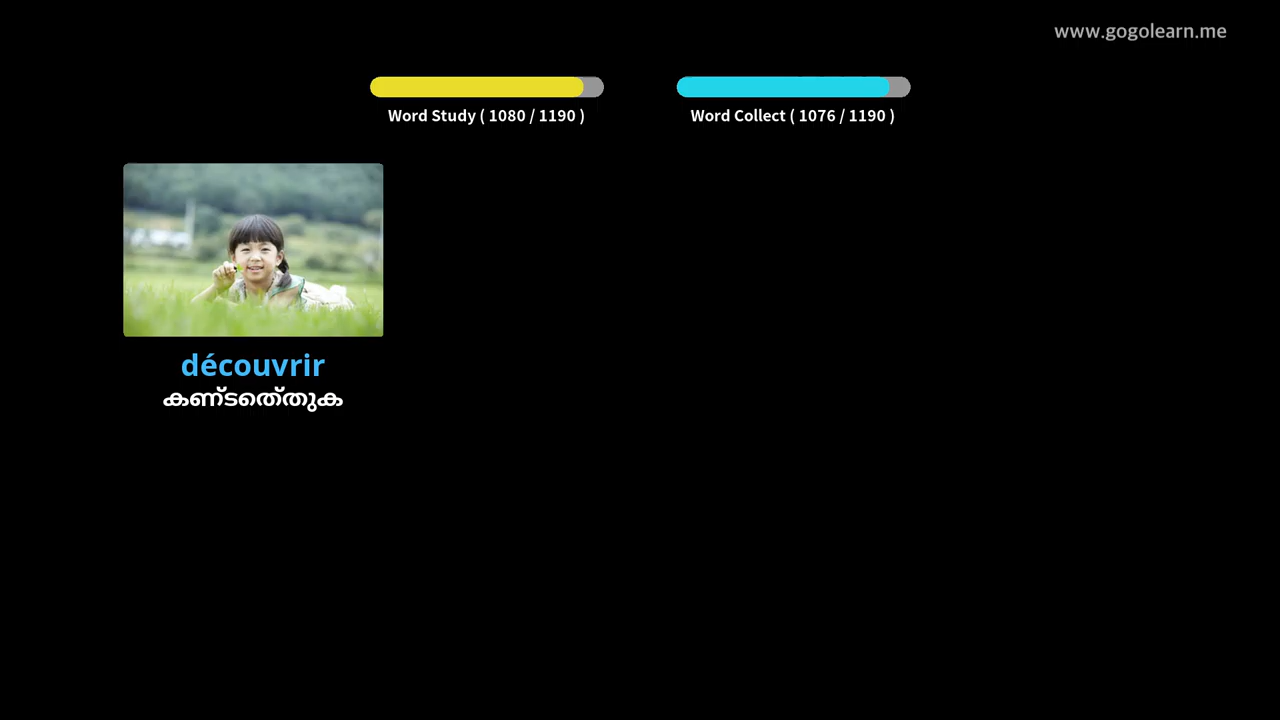 www.gogolearn.me
Word Study ( 1080 / 1190 )
Word Collect ( 1076 / 1190 )
découvrir
കണ്ടെത്തുക